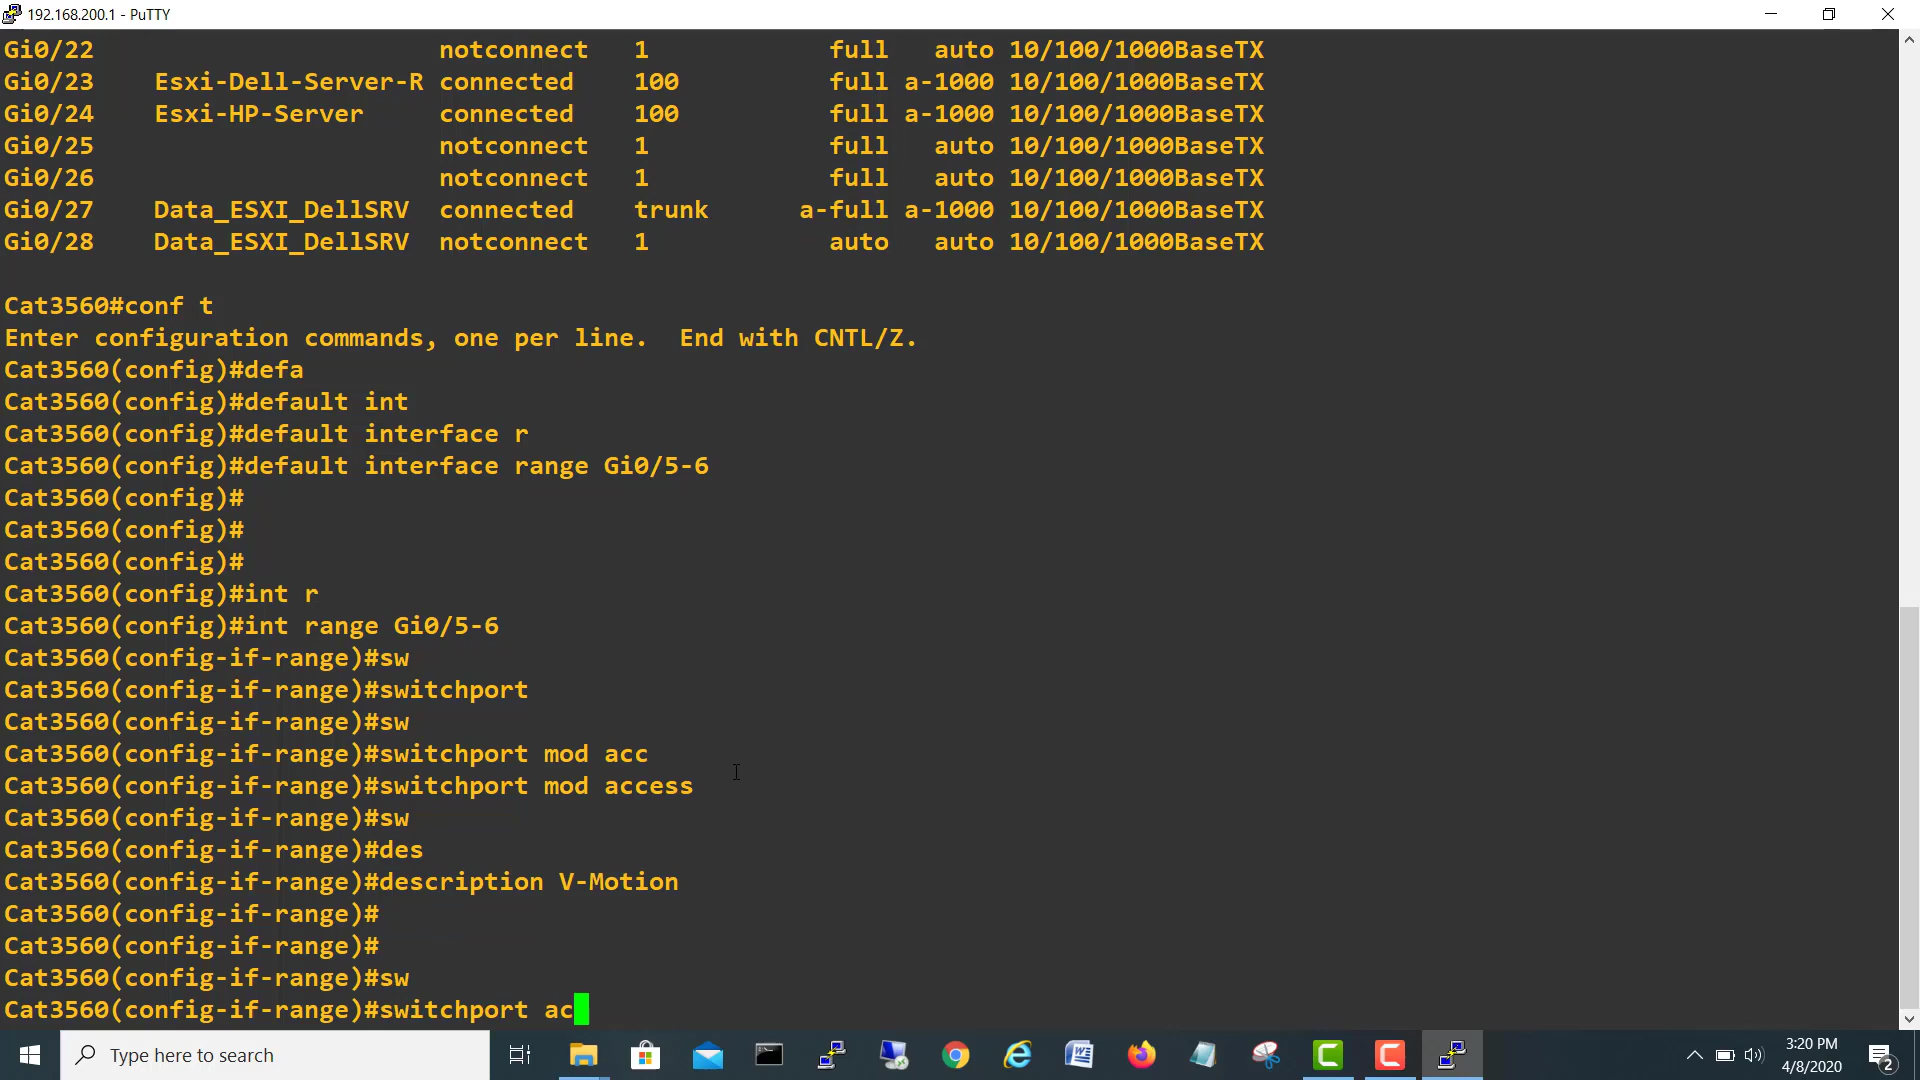 192.168.200.1 - PuTTY
Gi0/22 notconnect 1 full auto 10/100/1000BaseTX
Gi0/23 Esxi-Dell-Server-R connected 100 full a-1000 10/100/1000BaseTX
Gi0/24 Esxi-HP-Server connected 100 full a-1000 10/100/1000BaseTX
Gi0/25 notconnect 1 full auto 10/100/1000BaseTX
Gi0/26 notconnect 1 full auto 10/100/1000BaseTX
Gi0/27 Data_ESXI_DellSRV connected trunk a-full a-1000 10/100/1000BaseTX
Gi0/28 Data_ESXI_DellSRV notconnect 1 auto auto 10/100/1000BaseTX
Cat3560#conf t
Enter configuration commands, one per line. End with CNTL/Z.
Cat3560(config)#defa
Cat3560(config)#default int
Cat3560(config)#default interface r
Cat3560(config)#default interface range Gi0/5-6
Cat3560(config)#
Cat3560(config)#
Cat3560(config)#
Cat3560(config)#int r
Cat3560(config)#int range Gi0/5-6
Cat3560(config-if-range)#sw
Cat3560(config-if-range)#switchport
Cat3560(config-if-range)#sw
Cat3560(config-if-range)#switchport mod acc
Cat3560(config-if-range)#switchport mod access
Cat3560(config-if-range)#sw
Cat3560(config-if-range)#des
Cat3560(config-if-range)#description V-Motion
Cat3560(config-if-range)#
Cat3560(config-if-range)#
Cat3560(config-if-range)#sw
Cat3560(config-if-range)#switchport ac
Type here to search
3:20 PM
4/8/2020
2